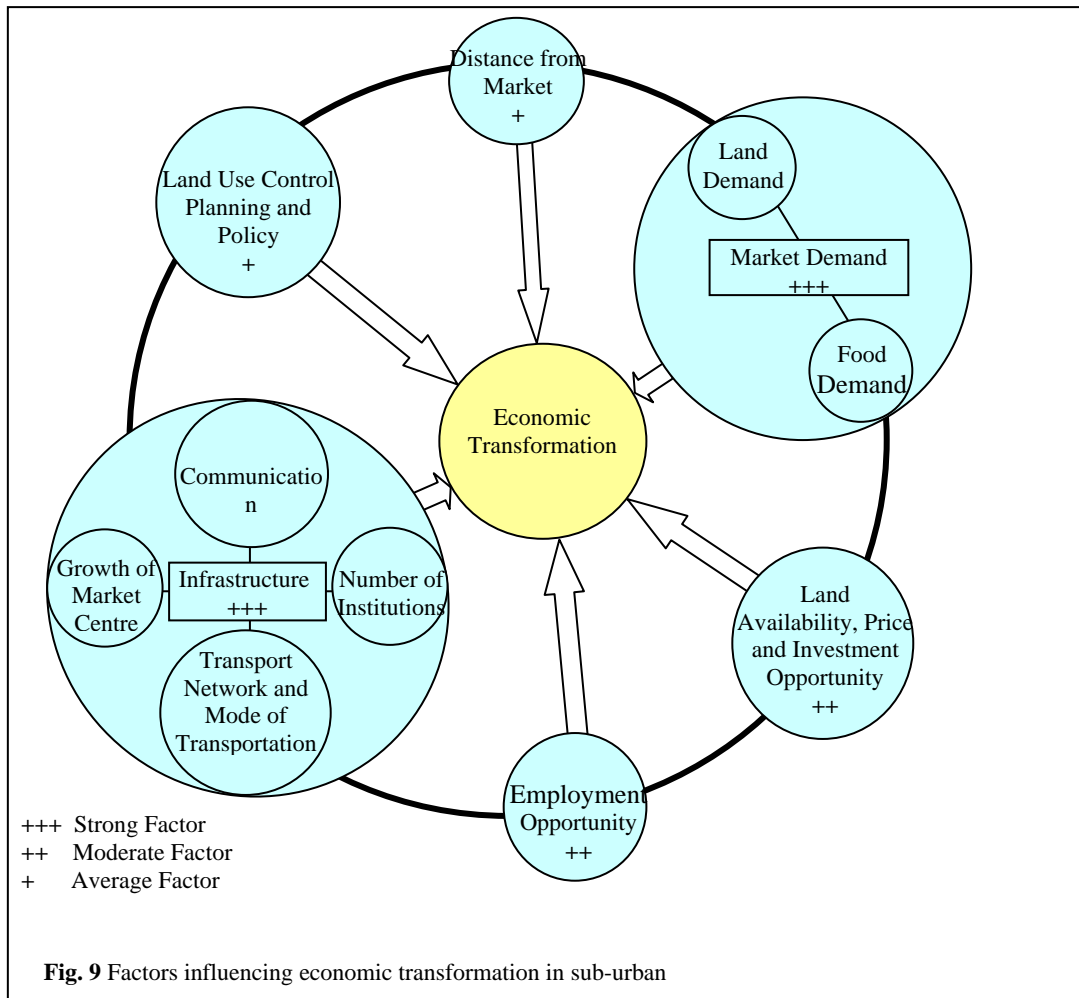 Distance from
Market
+
Land Use Control
Planning and
Policy
+
Land
Demand
Market Demand
+++
Food
Demand
Economic
Transformation
Communicatio
n
Growth of
Market
Centre
Infrastructure
+++
Number of
Institutions
Transport
Network and
Mode of
Transportation
Land
Availability, Price
and Investment
Opportunity
++
Employment
Opportunity
++
+++ Strong Factor
++ Moderate Factor
+ Average Factor
Fig. 9 Factors influencing economic transformation in sub-urban